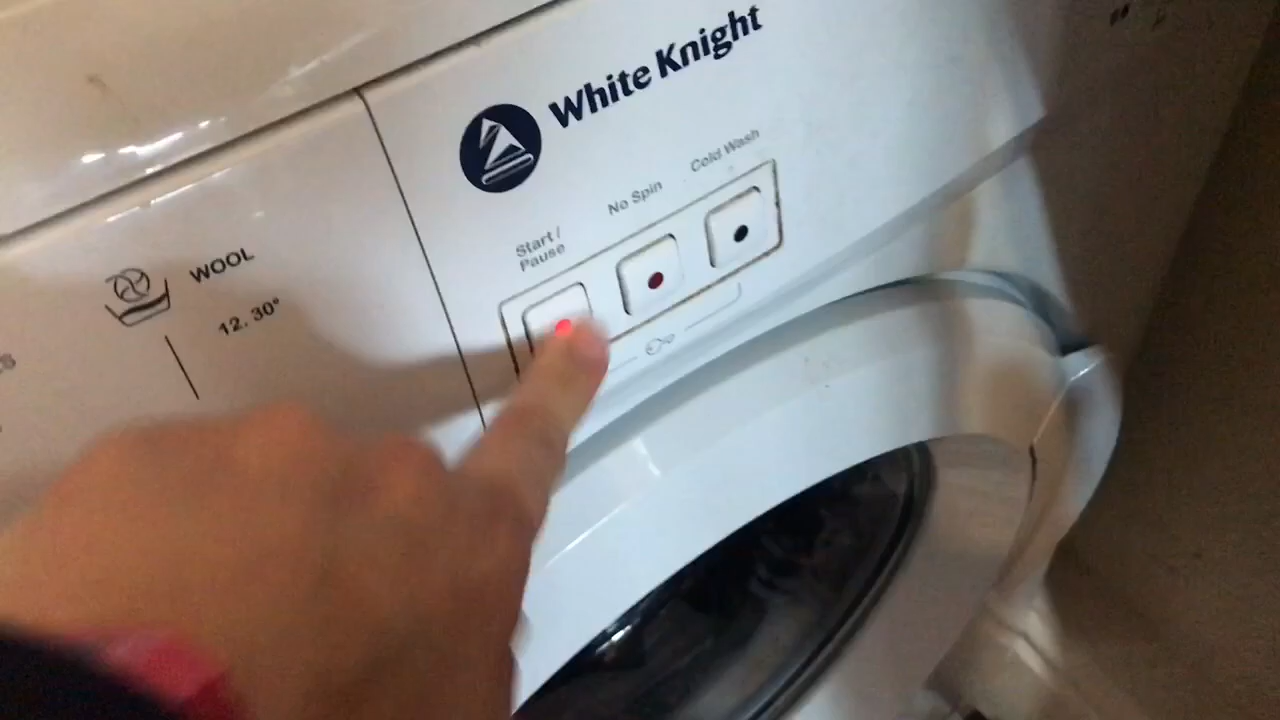 White Knight
Cold Wash
No Spin
Start /
Pause
WOOL
12. 30°